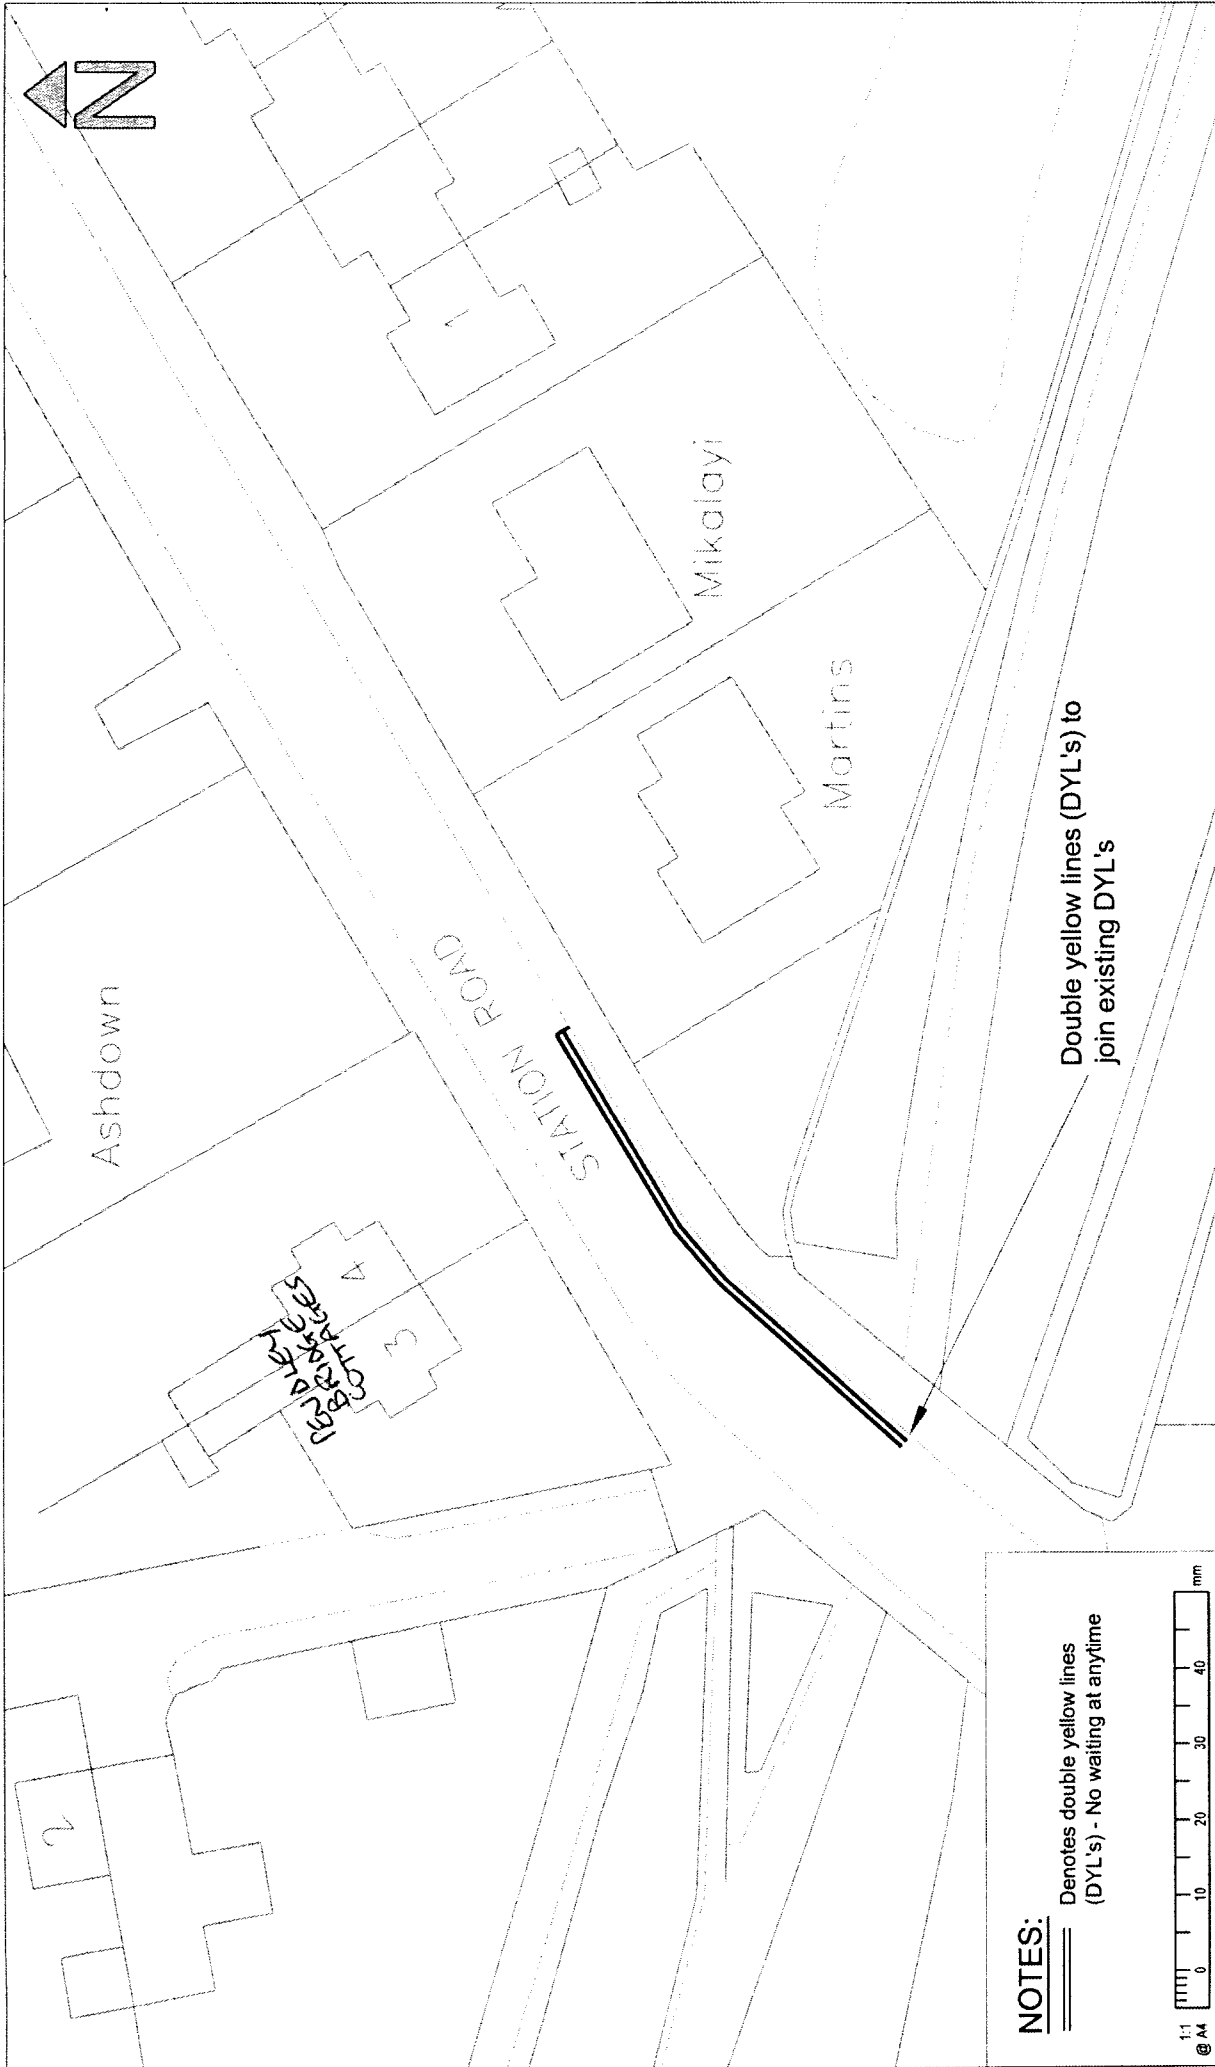 N
Ashdown
PENDLEY
BRIDGE
COTTAGES
4
3
2
1
STATION ROAD
Mikalayi
Martins
Double yellow lines (DYL's) to
join existing DYL's
NOTES:
Denotes double yellow lines
(DYL's) - No waiting at anytime
1:1
@ A4
0 10 20 30 40 mm